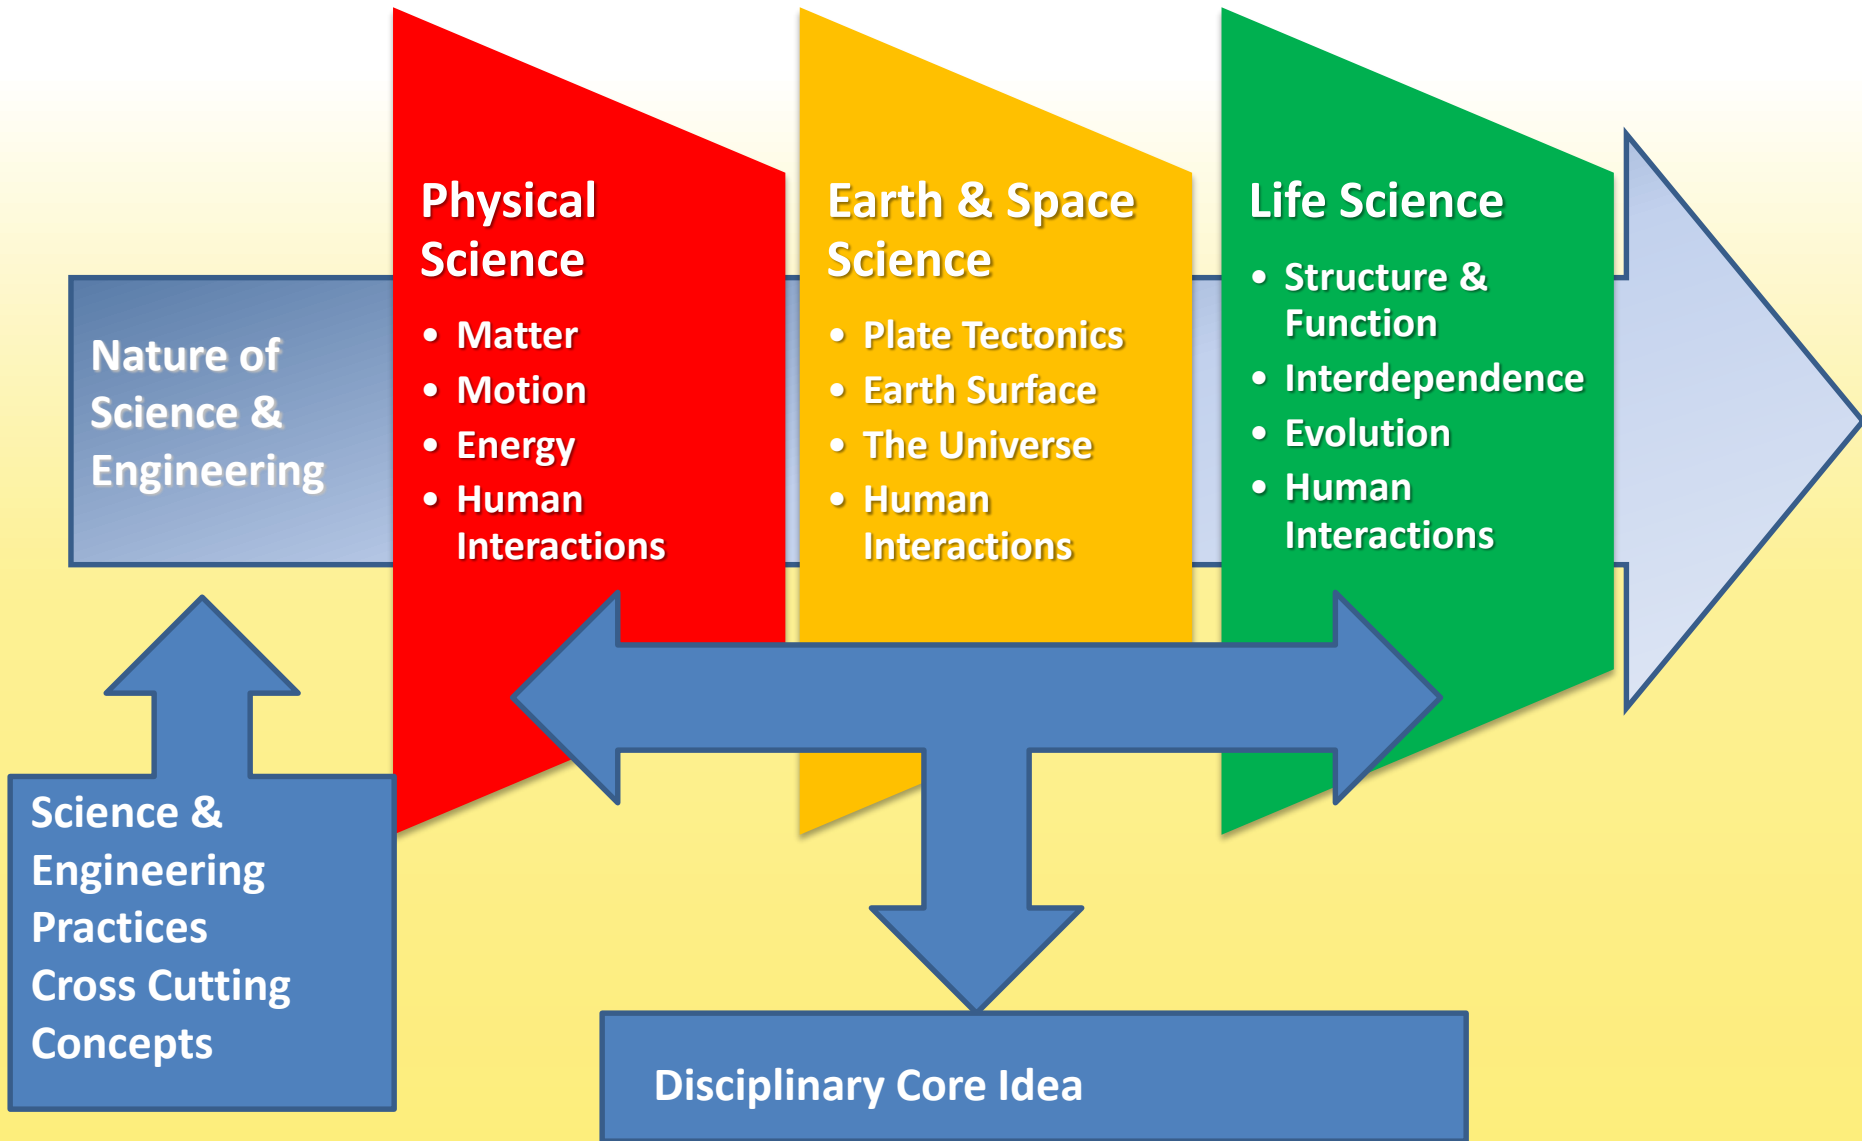 Nature of
Science &
Engineering
Physical
Science
• Matter
• Motion
• Energy
• Human
Interactions
Earth & Space
Science
• Plate Tectonics
• Earth Surface
• The Universe
• Human
Interactions
Life Science
• Structure &
Function
• Interdependence
• Evolution
• Human
Interactions
Science &
Engineering
Practices
Cross Cutting
Concepts
Disciplinary Core Idea